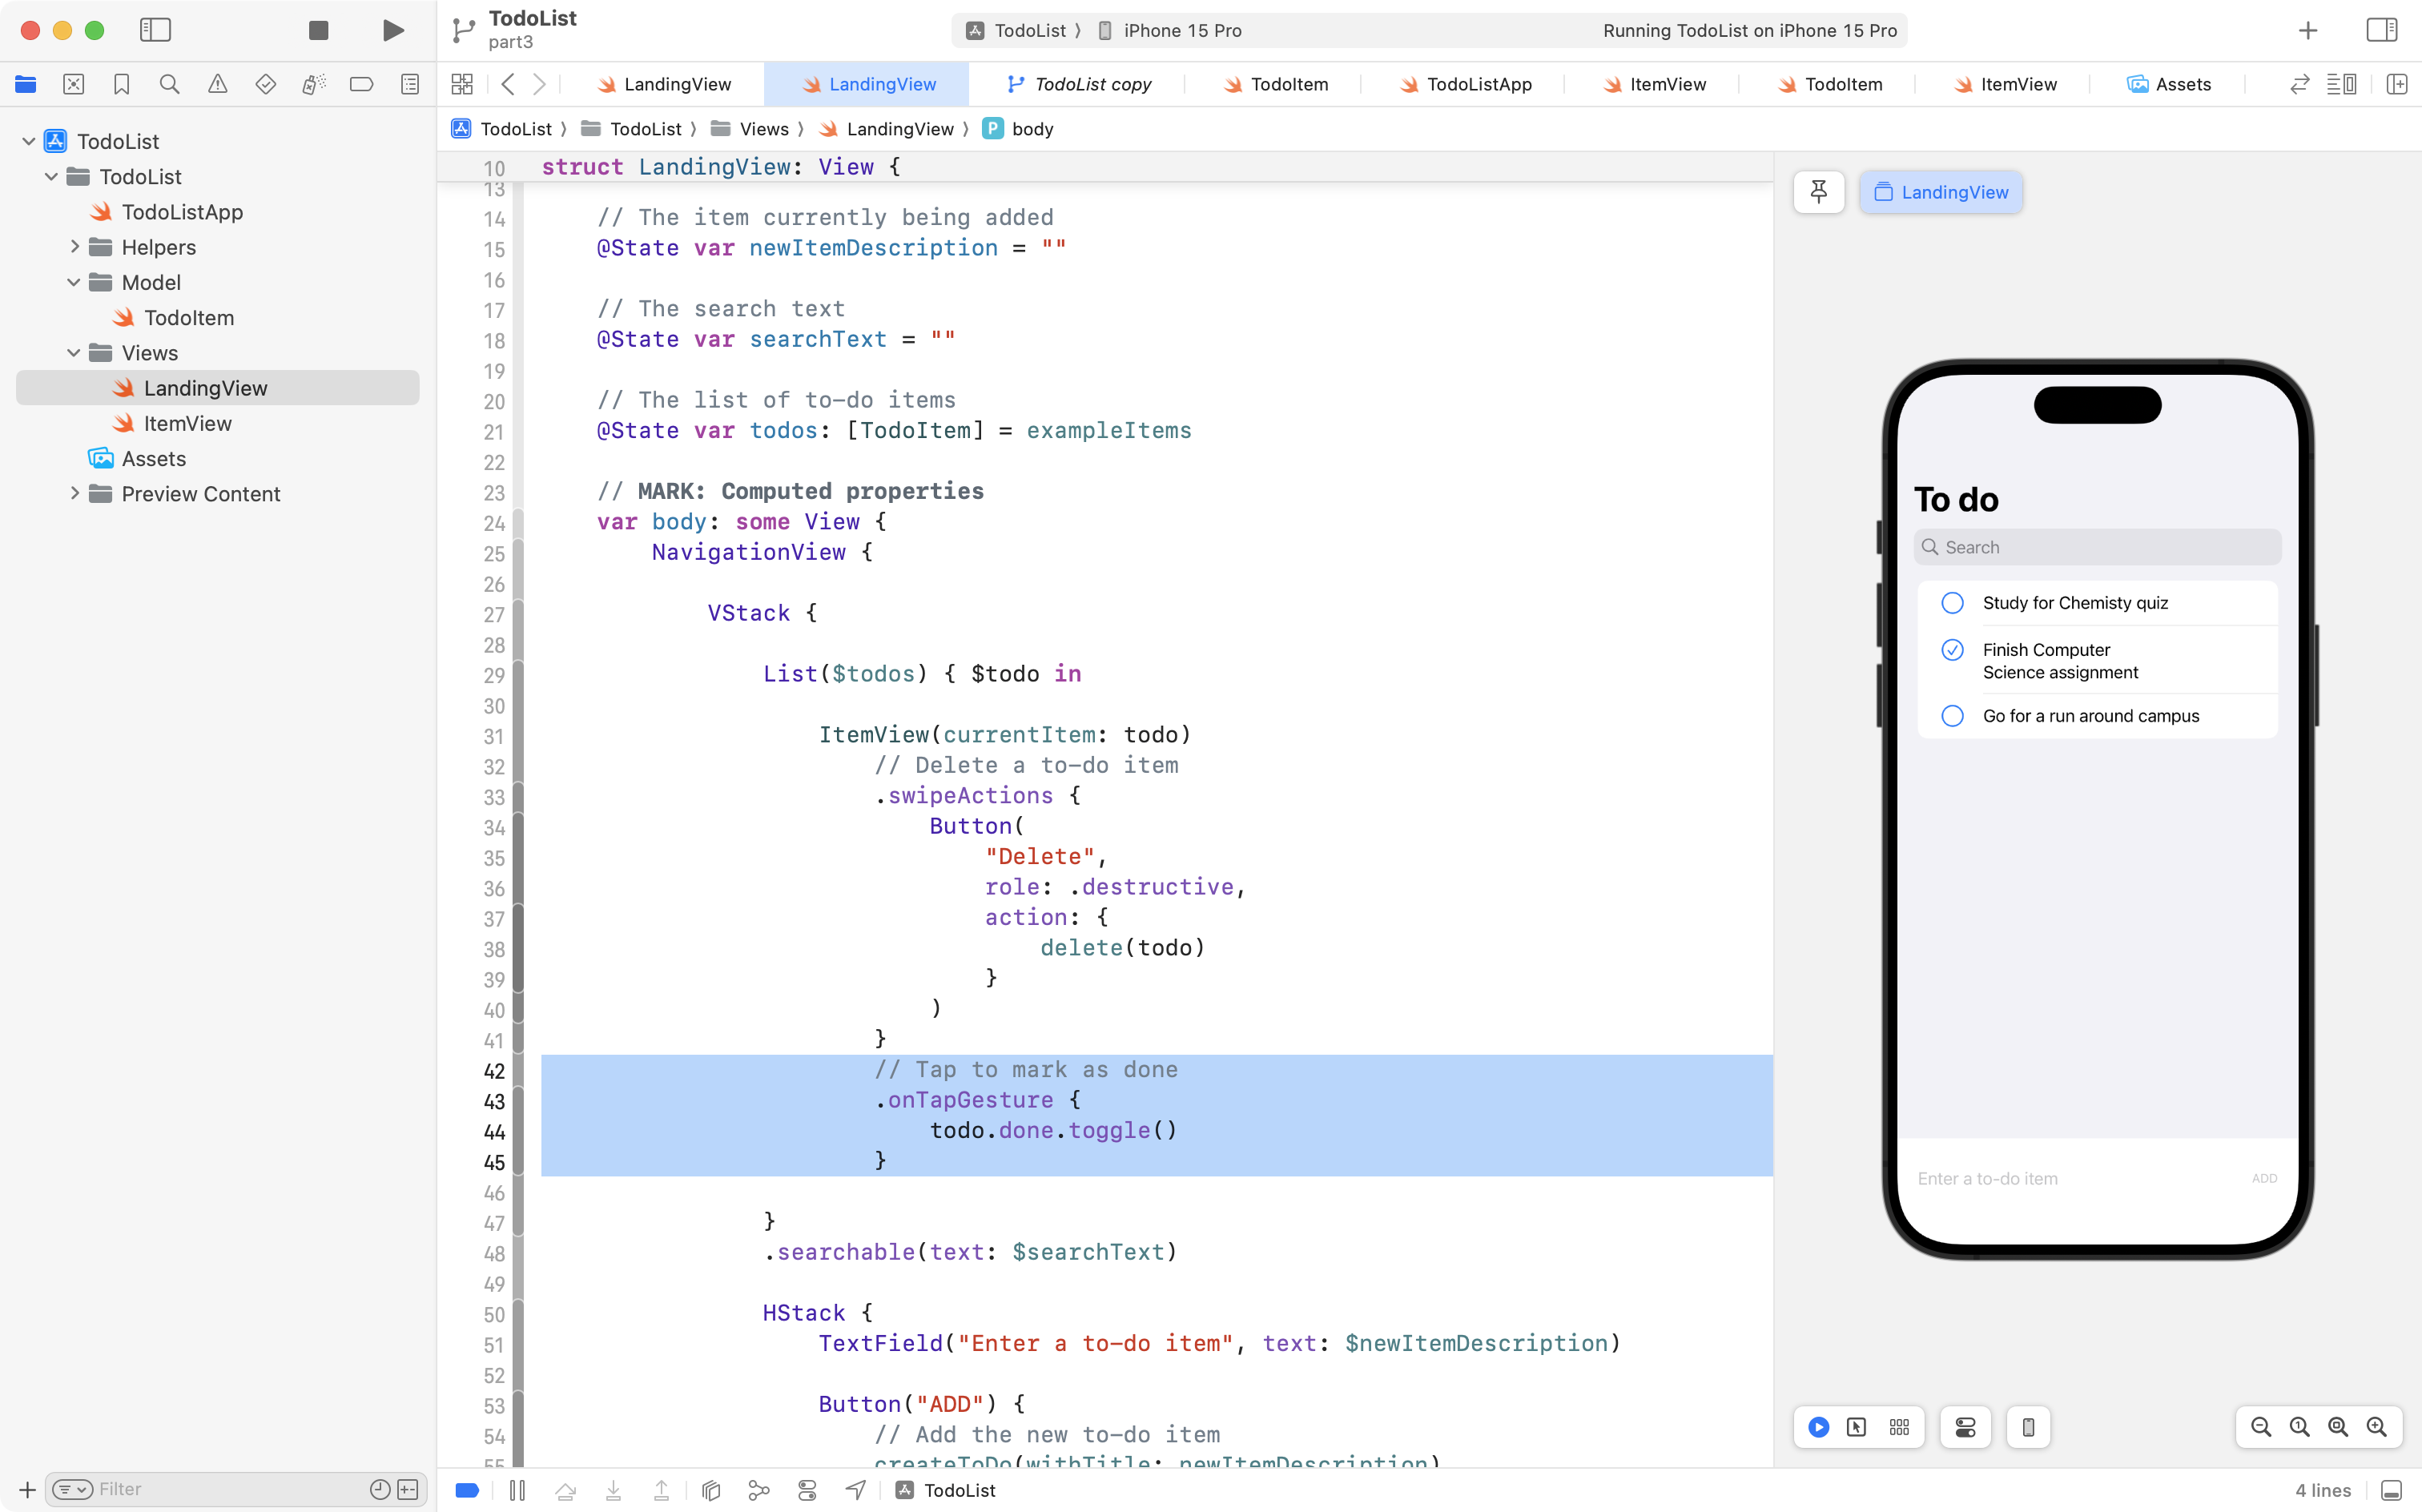 TodoList
part3
TodoList 〉 iPhone 15 Pro
Running TodoList on iPhone 15 Pro
LandingView
LandingView
TodoList copy
TodoItem
TodoListApp
ItemView
TodoItem
ItemView
Assets
TodoList 〉 TodoList 〉 Views 〉 LandingView 〉 P body
TodoList
TodoList
TodoListApp
Helpers
Model
TodoItem
Views
LandingView
ItemView
Assets
Preview Content
Filter
10 struct LandingView: View {
13
14 // The item currently being added
15 @State var newItemDescription = ""
16
17 // The search text
18 @State var searchText = ""
19
20 // The list of to-do items
21 @State var todos: [TodoItem] = exampleItems
22
23 // MARK: Computed properties
24 var body: some View {
25 NavigationView {
26
27 VStack {
28
29 List($todos) { $todo in
30
31 ItemView(currentItem: todo)
32 // Delete a to-do item
33 .swipeActions {
34 Button(
35 "Delete",
36 role: .destructive,
37 action: {
38 delete(todo)
39 }
40 )
41 }
42 // Tap to mark as done
43 .onTapGesture {
44 todo.done.toggle()
45 }
46
47 }
48 .searchable(text: $searchText)
49
50 HStack {
51 TextField("Enter a to-do item", text: $newItemDescription)
52
53 Button("ADD") {
54 // Add the new to-do item
55 createToDo(withTitle: newItemDescription)
LandingView
To do
Search
Study for Chemisty quiz
Finish Computer
Science assignment
Go for a run around campus
Enter a to-do item ADD
TodoList
4 lines